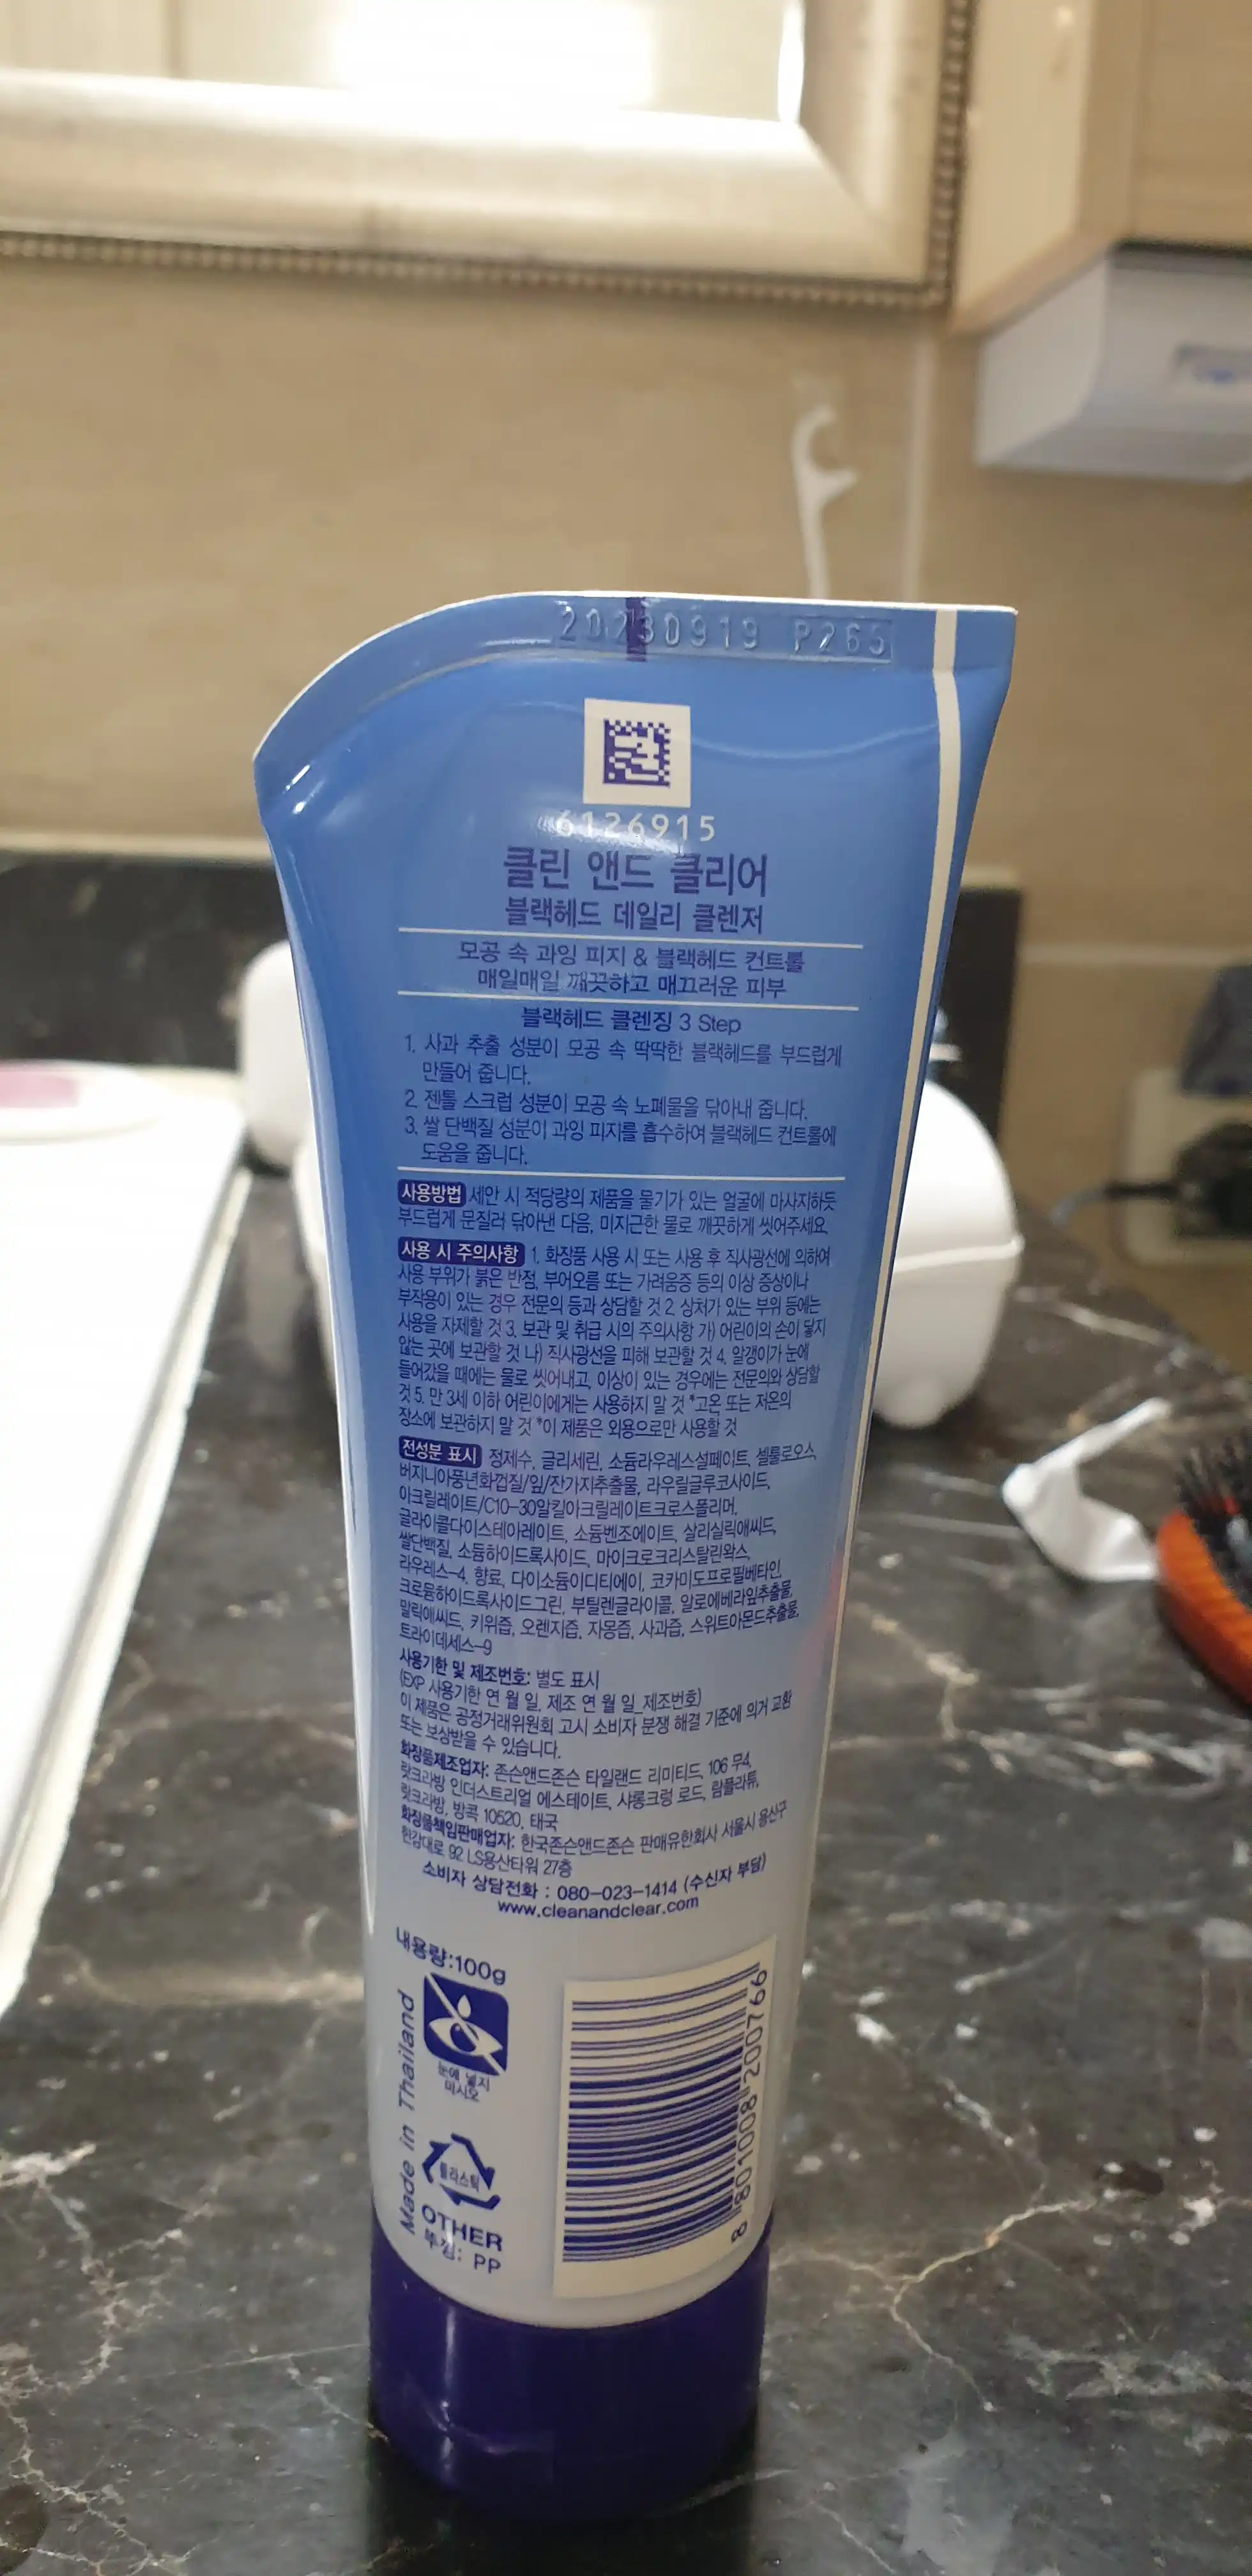 20230919 P265
6126915
클린 앤드 클리어
블랙헤드 데일리 클렌저
모공 속 과잉 피지 & 블랙헤드 컨트롤
매일매일 깨끗하고 매끄러운 피부
블랙헤드 클렌징 3 Step
1. 사과 추출 성분이 모공 속 딱딱한 블랙헤드를 부드럽게
만들어 줍니다.
2. 젠틀 스크럽 성분이 모공 속 노폐물을 닦아내 줍니다.
3. 쌀 단백질 성분이 과잉 피지를 흡수하여 블랙헤드 컨트롤에
도움을 줍니다.
사용방법 세안 시 적당량의 제품을 물기가 있는 얼굴에 마사지하듯
부드럽게 문질러 닦아낸 다음, 미지근한 물로 깨끗하게 씻어주세요.
사용 시 주의사항 1. 화장품 사용 시 또는 사용 후 직사광선에 의하여
사용 부위가 붉은 반점, 부어오름 또는 가려움증 등의 이상 증상이나
부작용이 있는 경우 전문의 등과 상담할 것 2. 상처가 있는 부위 등에는
사용을 자제할 것 3. 보관 및 취급 시의 주의사항 가) 어린이의 손이 닿지
않는 곳에 보관할 것 나) 직사광선을 피해 보관할 것 4. 알갱이가 눈에
들어갔을 때에는 물로 씻어내고, 이상이 있는 경우에는 전문의와 상담할
것 5. 만 3세 이하 어린이에게는 사용하지 말 것 *고온 또는 저온의
장소에 보관하지 말 것 *이 제품은 외용으로만 사용할 것
전성분 표시 정제수, 글리세린, 소듐라우레스설페이트, 셀룰로오스,
버지니아풍년화껍질/잎/잔가지추출물, 라우릴글루코사이드,
아크릴레이트/C10-30알킬아크릴레이트크로스폴리머,
글라이콜다이스테아레이트, 소듐벤조에이트, 살리실릭애씨드,
쌀단백질, 소듐하이드록사이드, 마이크로크리스탈린왁스,
라우레스-4, 향료, 다이소듐이디티에이, 코카미도프로필베타인,
크로뮴하이드록사이드그린, 부틸렌글라이콜, 알로에베라잎추출물,
말릭애씨드, 키위즙, 오렌지즙, 자몽즙, 사과즙, 스위트아몬드추출물,
트라이데세스-9
사용기한 및 제조번호: 별도 표시
(EXP 사용기한 연 월 일, 제조 연 월 일_제조번호)
이 제품은 공정거래위원회 고시 소비자 분쟁 해결 기준에 의거 교환
또는 보상받을 수 있습니다.
화장품제조업자: 존슨앤드존슨 타일랜드 리미티드, 106 무4,
랏크라방 인더스트리얼 에스테이트, 샤롱크렁 로드, 람플라튜,
랏크라방, 방콕 10520, 태국
화장품책임판매업자: 한국존슨앤드존슨 판매유한회사 서울시 용산구
한강대로 92 LS용산타워 27층
소비자 상담전화 : 080-023-1414 (수신자 부담)
www.cleanandclear.com
내용량:100g
눈에 넣지
마시오
Made in Thailand
플라스틱
OTHER
뚜껑: PP
8 801008 200766